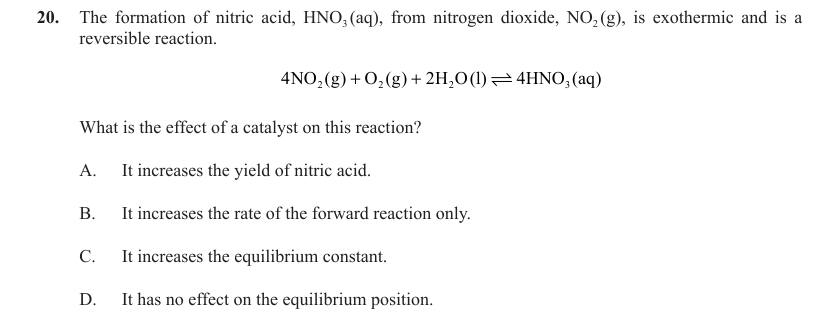 20. The formation of nitric acid, HNO₃(aq), from nitrogen dioxide, NO₂(g), is exothermic and is a
reversible reaction.
4NO₂(g) + O₂(g) + 2H₂O(l) ⇌ 4HNO₃(aq)
What is the effect of a catalyst on this reaction?
A. It increases the yield of nitric acid.
B. It increases the rate of the forward reaction only.
C. It increases the equilibrium constant.
D. It has no effect on the equilibrium position.